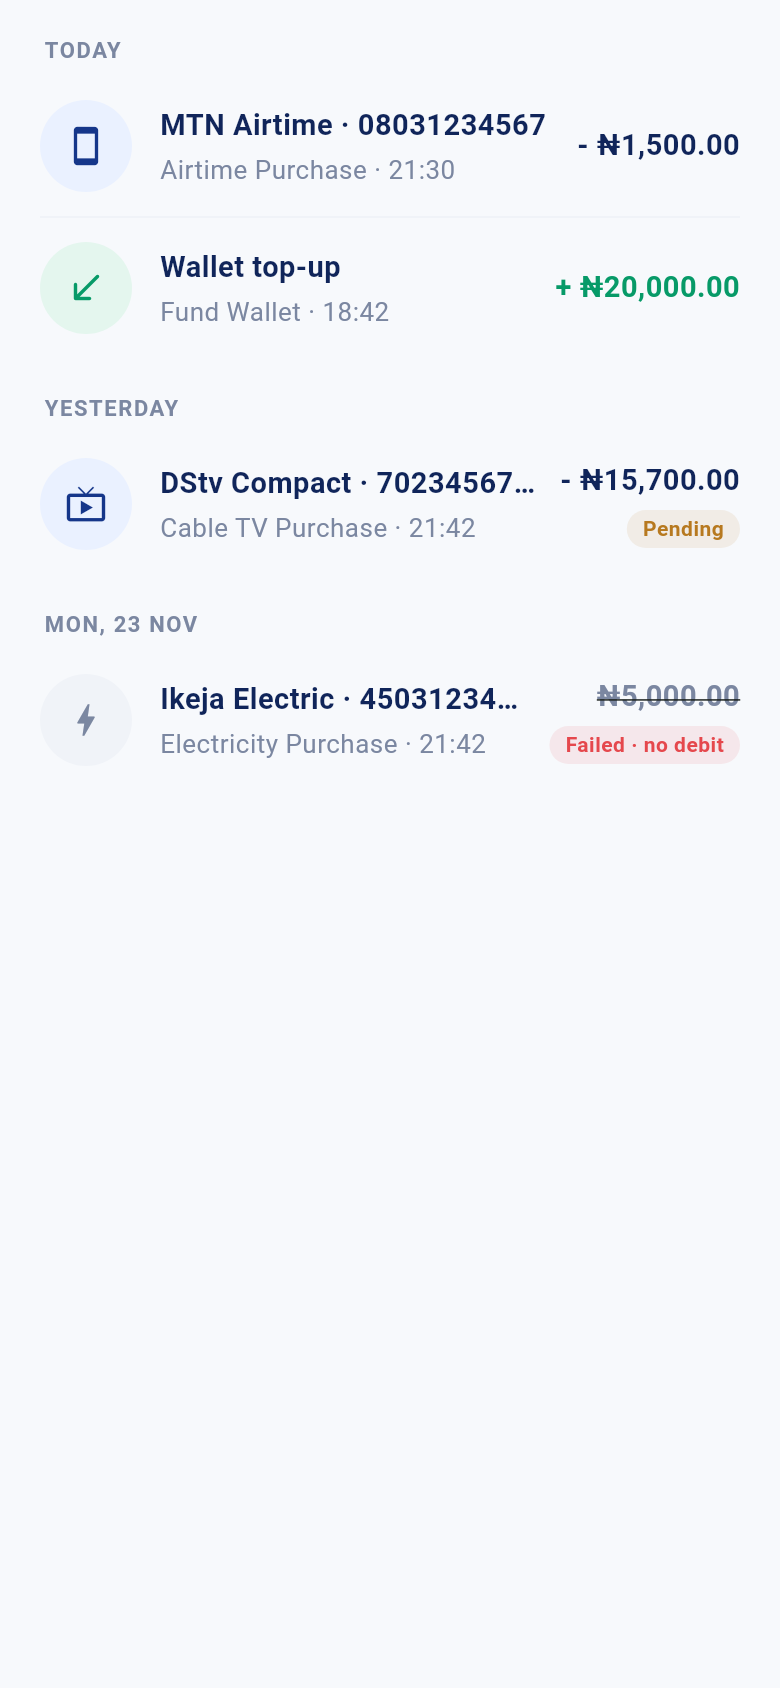 TODAY
MTN Airtime · 08031234567
- ₦1,500.00
Airtime Purchase · 21:30
Wallet top-up
+ ₦20,000.00
Fund Wallet · 18:42
YESTERDAY
DStv Compact · 70234567…
- ₦15,700.00
Cable TV Purchase · 21:42
Pending
MON, 23 NOV
Ikeja Electric · 45031234…
₦5,000.00
Electricity Purchase · 21:42
Failed · no debit